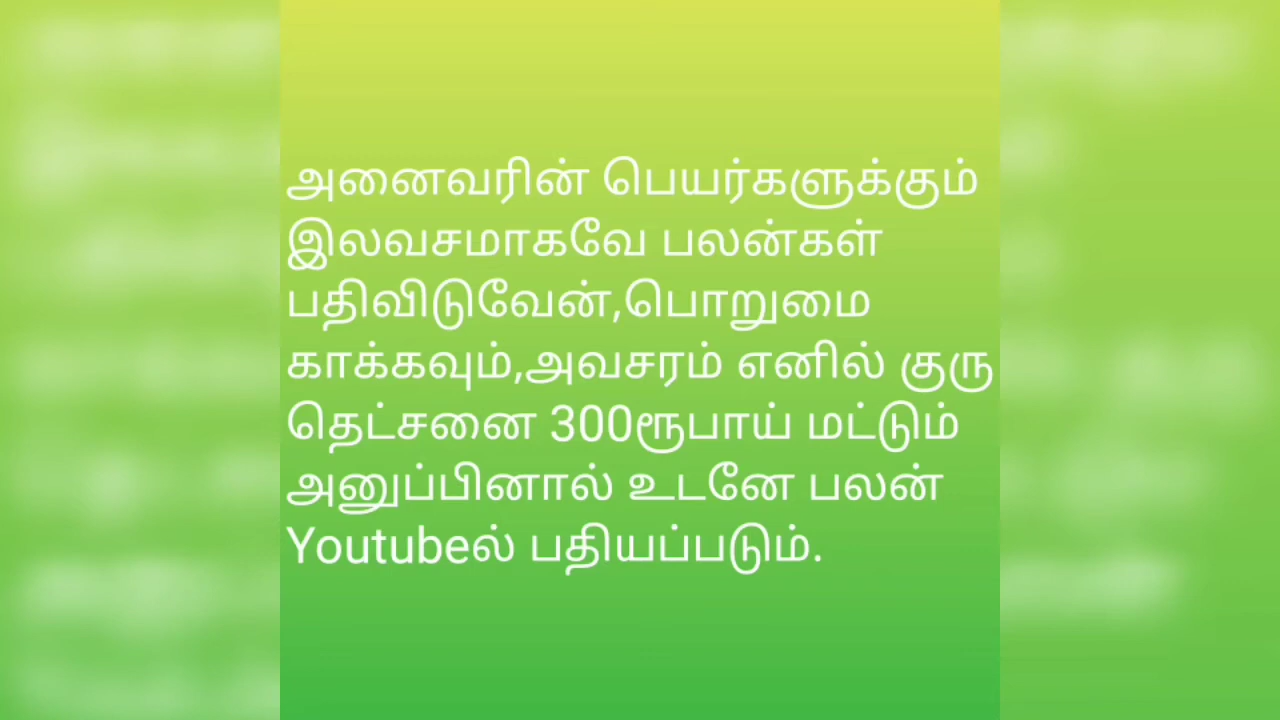 அனைவரின் பெயர்களுக்கும்
இலவசமாகவே பலன்கள்
பதிவிடுவேன்,பொறுமை
காக்கவும்,அவசரம் எனில் குரு
தெட்சனை 300ரூபாய் மட்டும்
அனுப்பினால் உடனே பலன்
Youtubeல் பதியப்படும்.